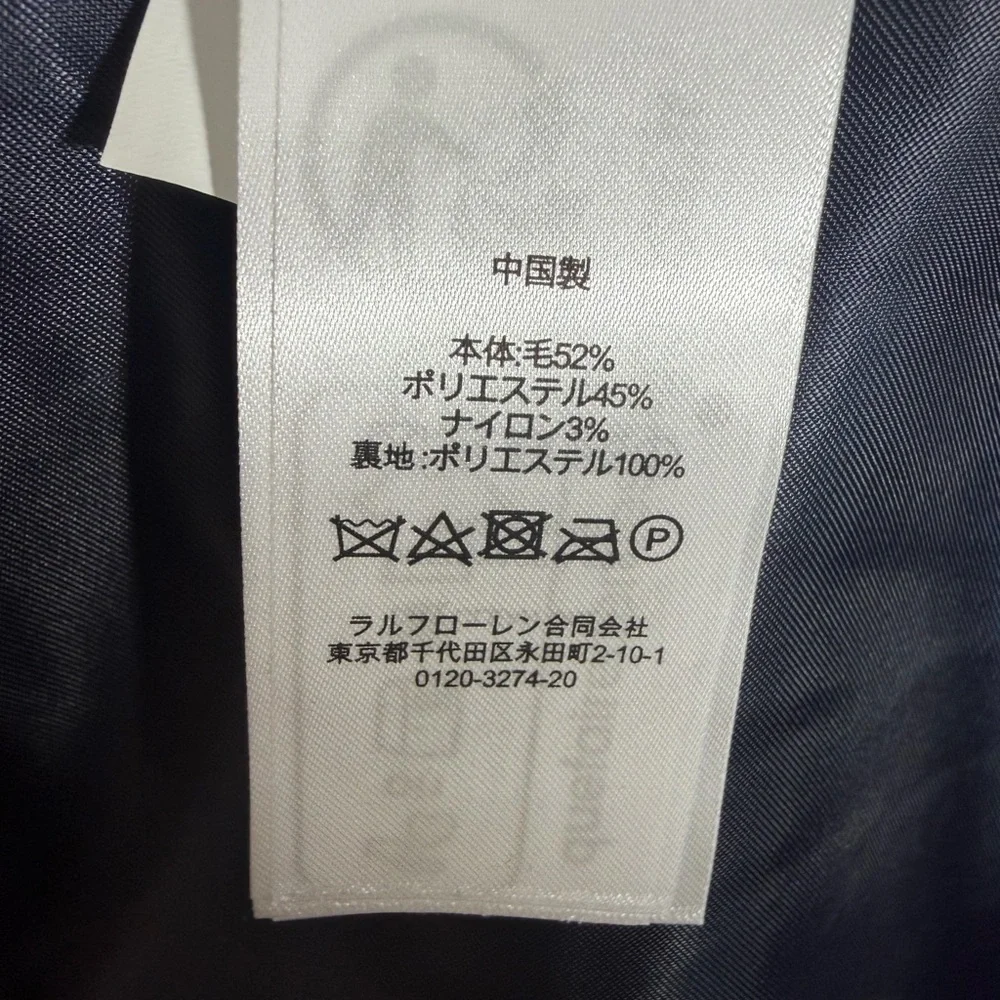 中国製
本体:毛52%
ポリエステル45%
ナイロン3%
裏地:ポリエステル100%
P
ラルフローレン合同会社
東京都千代田区永田町2-10-1
0120-3274-20